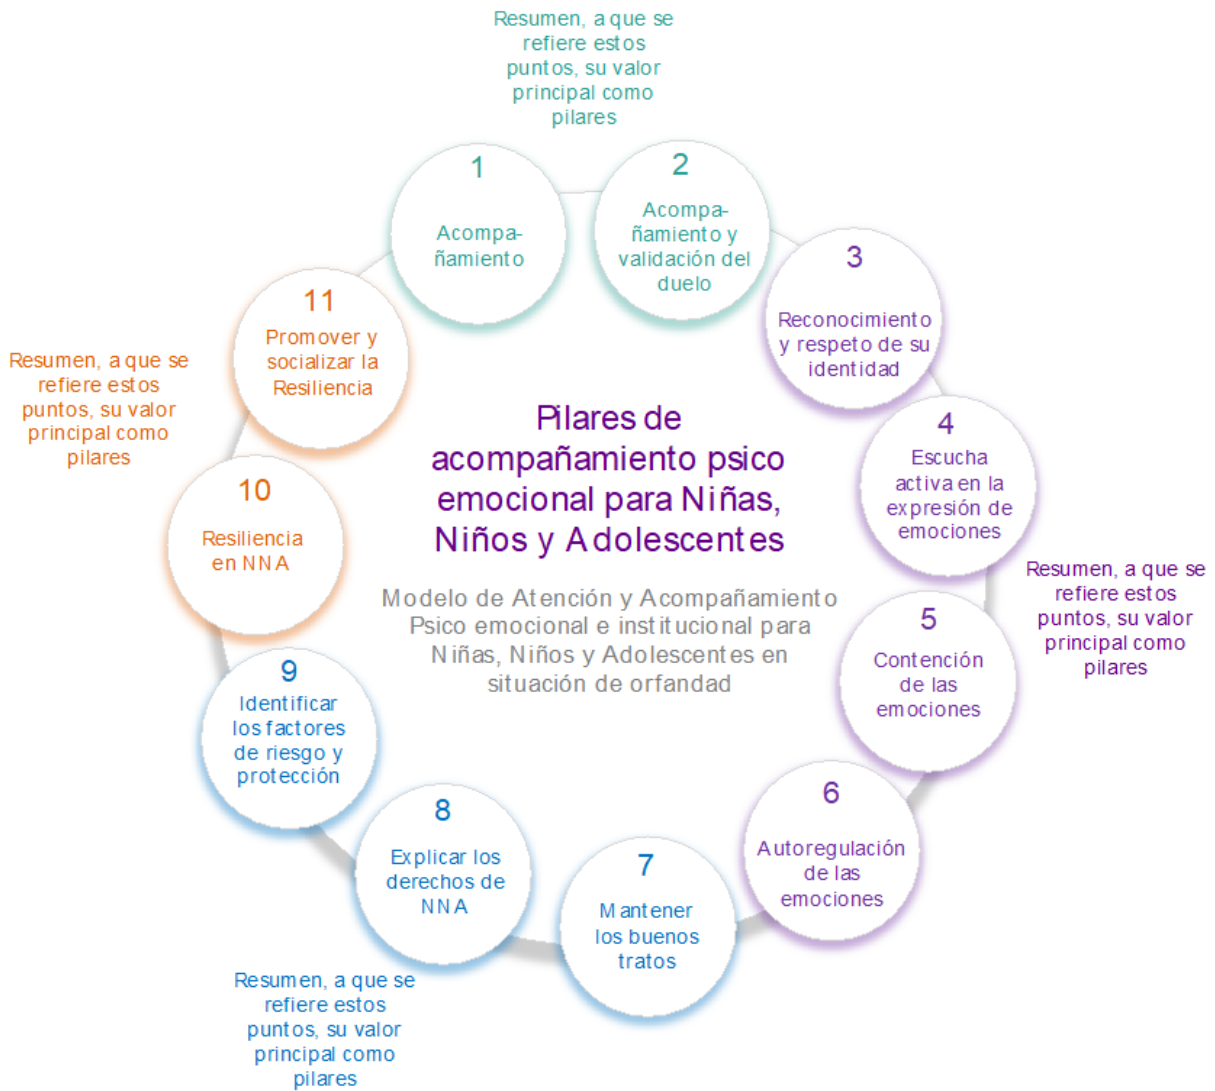 Resumen, a que se
refiere estos
puntos, su valor
principal como
pilares
1
Acompa-
ñamiento
2
Acompa-
ñamiento y
validación del
duelo
3
Reconocimiento
y respeto de su
identidad
4
Escucha
activa en la
expresión de
emociones
Resumen, a que se
refiere estos
puntos, su valor
principal como
pilares
5
Contención
de las
emociones
6
Autoregulación
de las
emociones
7
Mantener
los buenos
tratos
8
Explicar los
derechos de
NNA
Resumen, a que se
refiere estos
puntos, su valor
principal como
pilares
9
Identificar
los factores
de riesgo y
protección
10
Resiliencia
en NNA
11
Promover y
socializar la
Resiliencia
Resumen, a que se
refiere estos
puntos, su valor
principal como
pilares
Pilares de
acompañamiento psico
emocional para Niñas,
Niños y Adolescentes
Modelo de Atención y Acompañamiento
Psico emocional e institucional para
Niñas, Niños y Adolescentes en
situación de orfandad